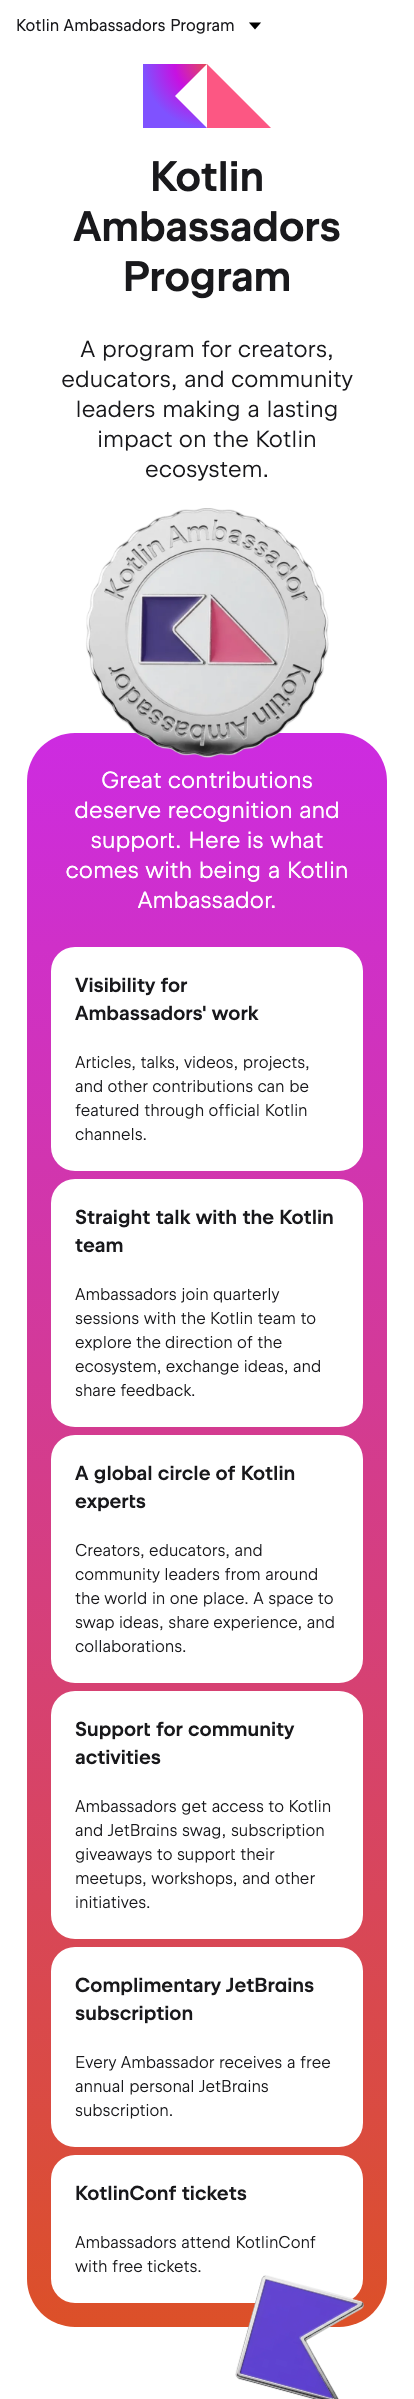 Kotlin Ambassadors Program
Kotlin
Ambassadors
Program
A program for creators,
educators, and community
leaders making a lasting
impact on the Kotlin
ecosystem.
Kotlin Ambassador
Kotlin Ambassador
Great contributions
deserve recognition and
support. Here is what
comes with being a Kotlin
Ambassador.
Visibility for
Ambassadors' work
Articles, talks, videos, projects,
and other contributions can be
featured through official Kotlin
channels.
Straight talk with the Kotlin
team
Ambassadors join quarterly
sessions with the Kotlin team to
explore the direction of the
ecosystem, exchange ideas, and
share feedback.
A global circle of Kotlin
experts
Creators, educators, and
community leaders from around
the world in one place. A space to
swap ideas, share experience, and
collaborations.
Support for community
activities
Ambassadors get access to Kotlin
and JetBrains swag, subscription
giveaways to support their
meetups, workshops, and other
initiatives.
Complimentary JetBrains
subscription
Every Ambassador receives a free
annual personal JetBrains
subscription.
KotlinConf tickets
Ambassadors attend KotlinConf
with free tickets.